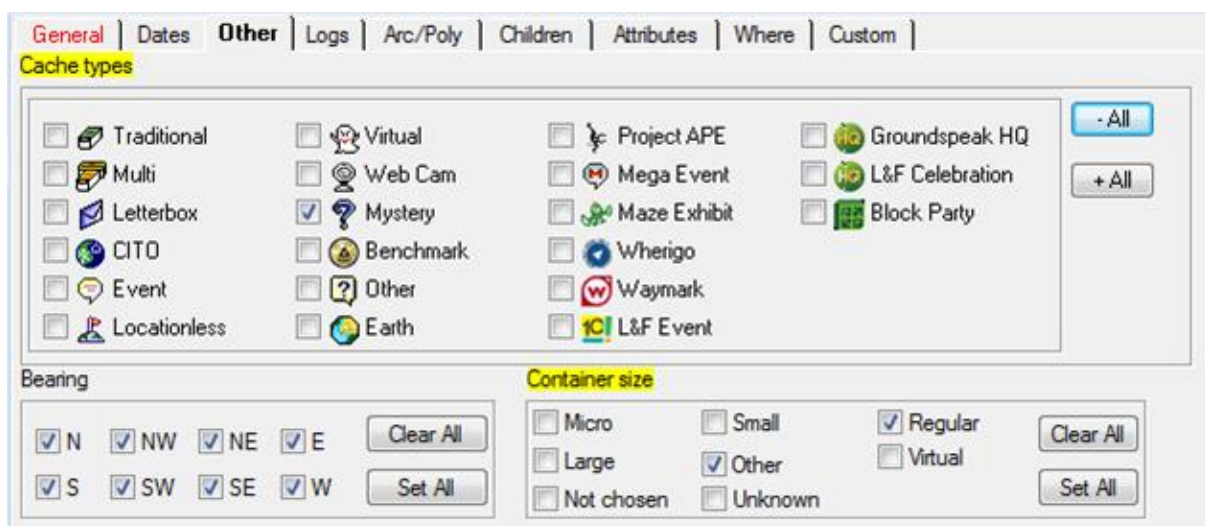 General Dates Other Logs Arc/Poly Children Attributes Where Custom
Cache types
Traditional Virtual Project APE Groundspeak HQ - All
Multi Web Cam Mega Event L&F Celebration + All
Letterbox Mystery Maze Exhibit Block Party
CITO Benchmark Wherigo
Event Other Waymark
Locationless Earth L&F Event
Bearing
N NW NE E Clear All
S SW SE W Set All
Container size
Micro Small Regular Clear All
Large Other Virtual
Not chosen Unknown Set All